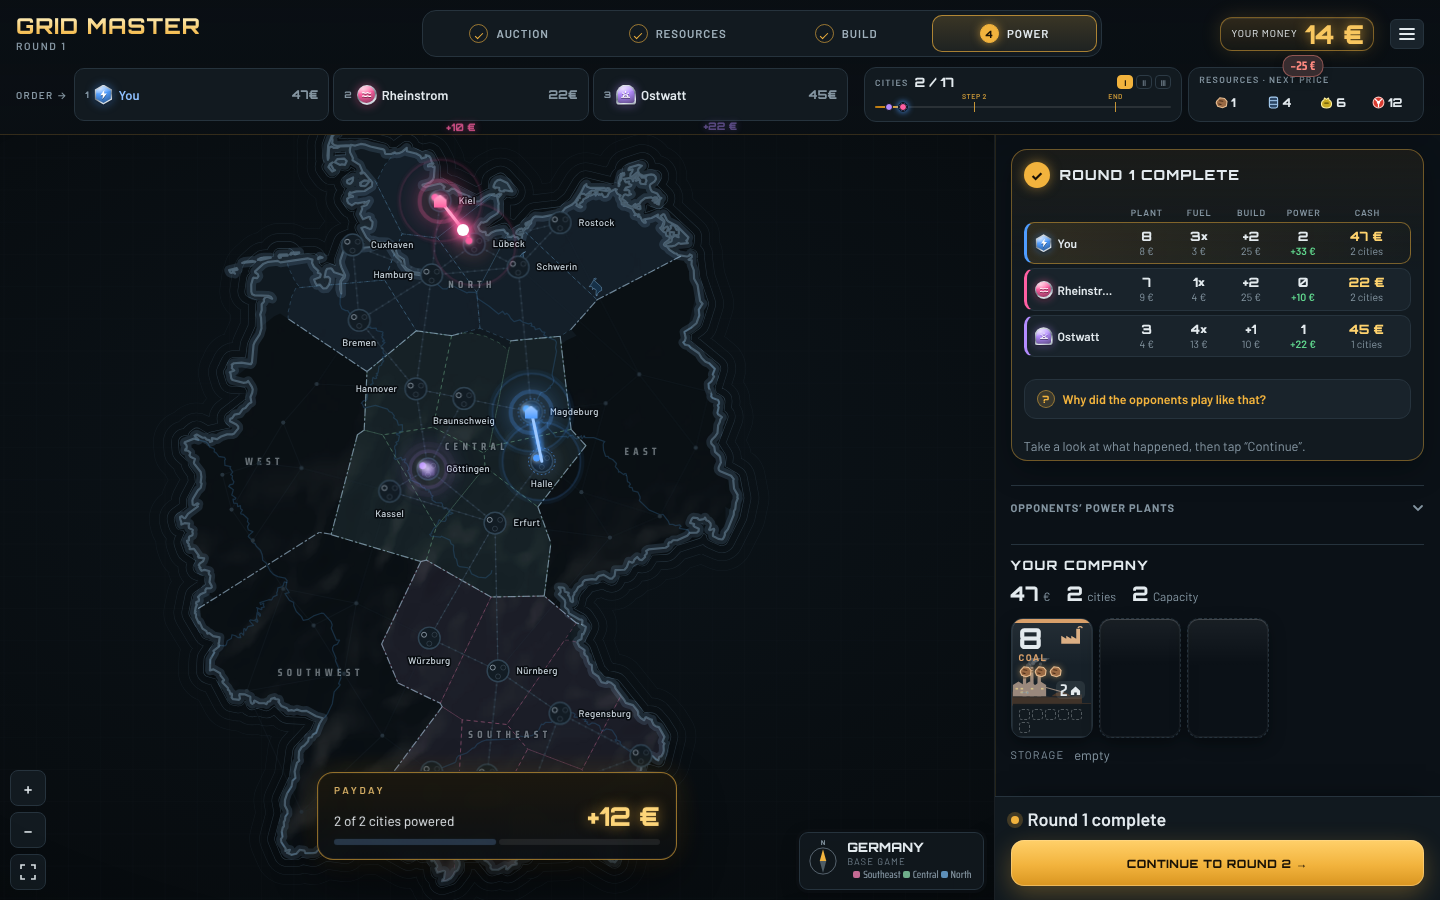 GRID MASTER
ROUND 1
AUCTION
RESOURCES
BUILD
4 POWER
YOUR MONEY 14 €
-25 €
ORDER →
1 You 47€
2 Rheinstrom 22€
3 Ostwatt 45€
+10 €
+22 €
CITIES 2 / 17
I II III
STEP 2
END
RESOURCES · NEXT PRICE
1 4 6 12
Kiel
Rostock
Cuxhaven
Lübeck
Hamburg
Schwerin
NORTH
Bremen
Hannover
Braunschweig
Magdeburg
CENTRAL
WEST
EAST
Göttingen
Halle
Kassel
Erfurt
Würzburg
Nürnberg
SOUTHWEST
Regensburg
SOUTHEAST
PAYDAY
2 of 2 cities powered
+12 €
+
−
N
GERMANY
BASE GAME
Southeast Central North
ROUND 1 COMPLETE
PLANT FUEL BUILD POWER CASH
You 8 3x +2 2 47 €
8 € 3 € 25 € +33 € 2 cities
Rheinstr... 7 1x +2 0 22 €
9 € 4 € 25 € +10 € 2 cities
Ostwatt 3 4x +1 1 45 €
4 € 13 € 10 € +22 € 1 cities
? Why did the opponents play like that?
Take a look at what happened, then tap “Continue”.
OPPONENTS’ POWER PLANTS
YOUR COMPANY
47 € 2 cities 2 Capacity
8
COAL
2
STORAGE empty
Round 1 complete
CONTINUE TO ROUND 2 →